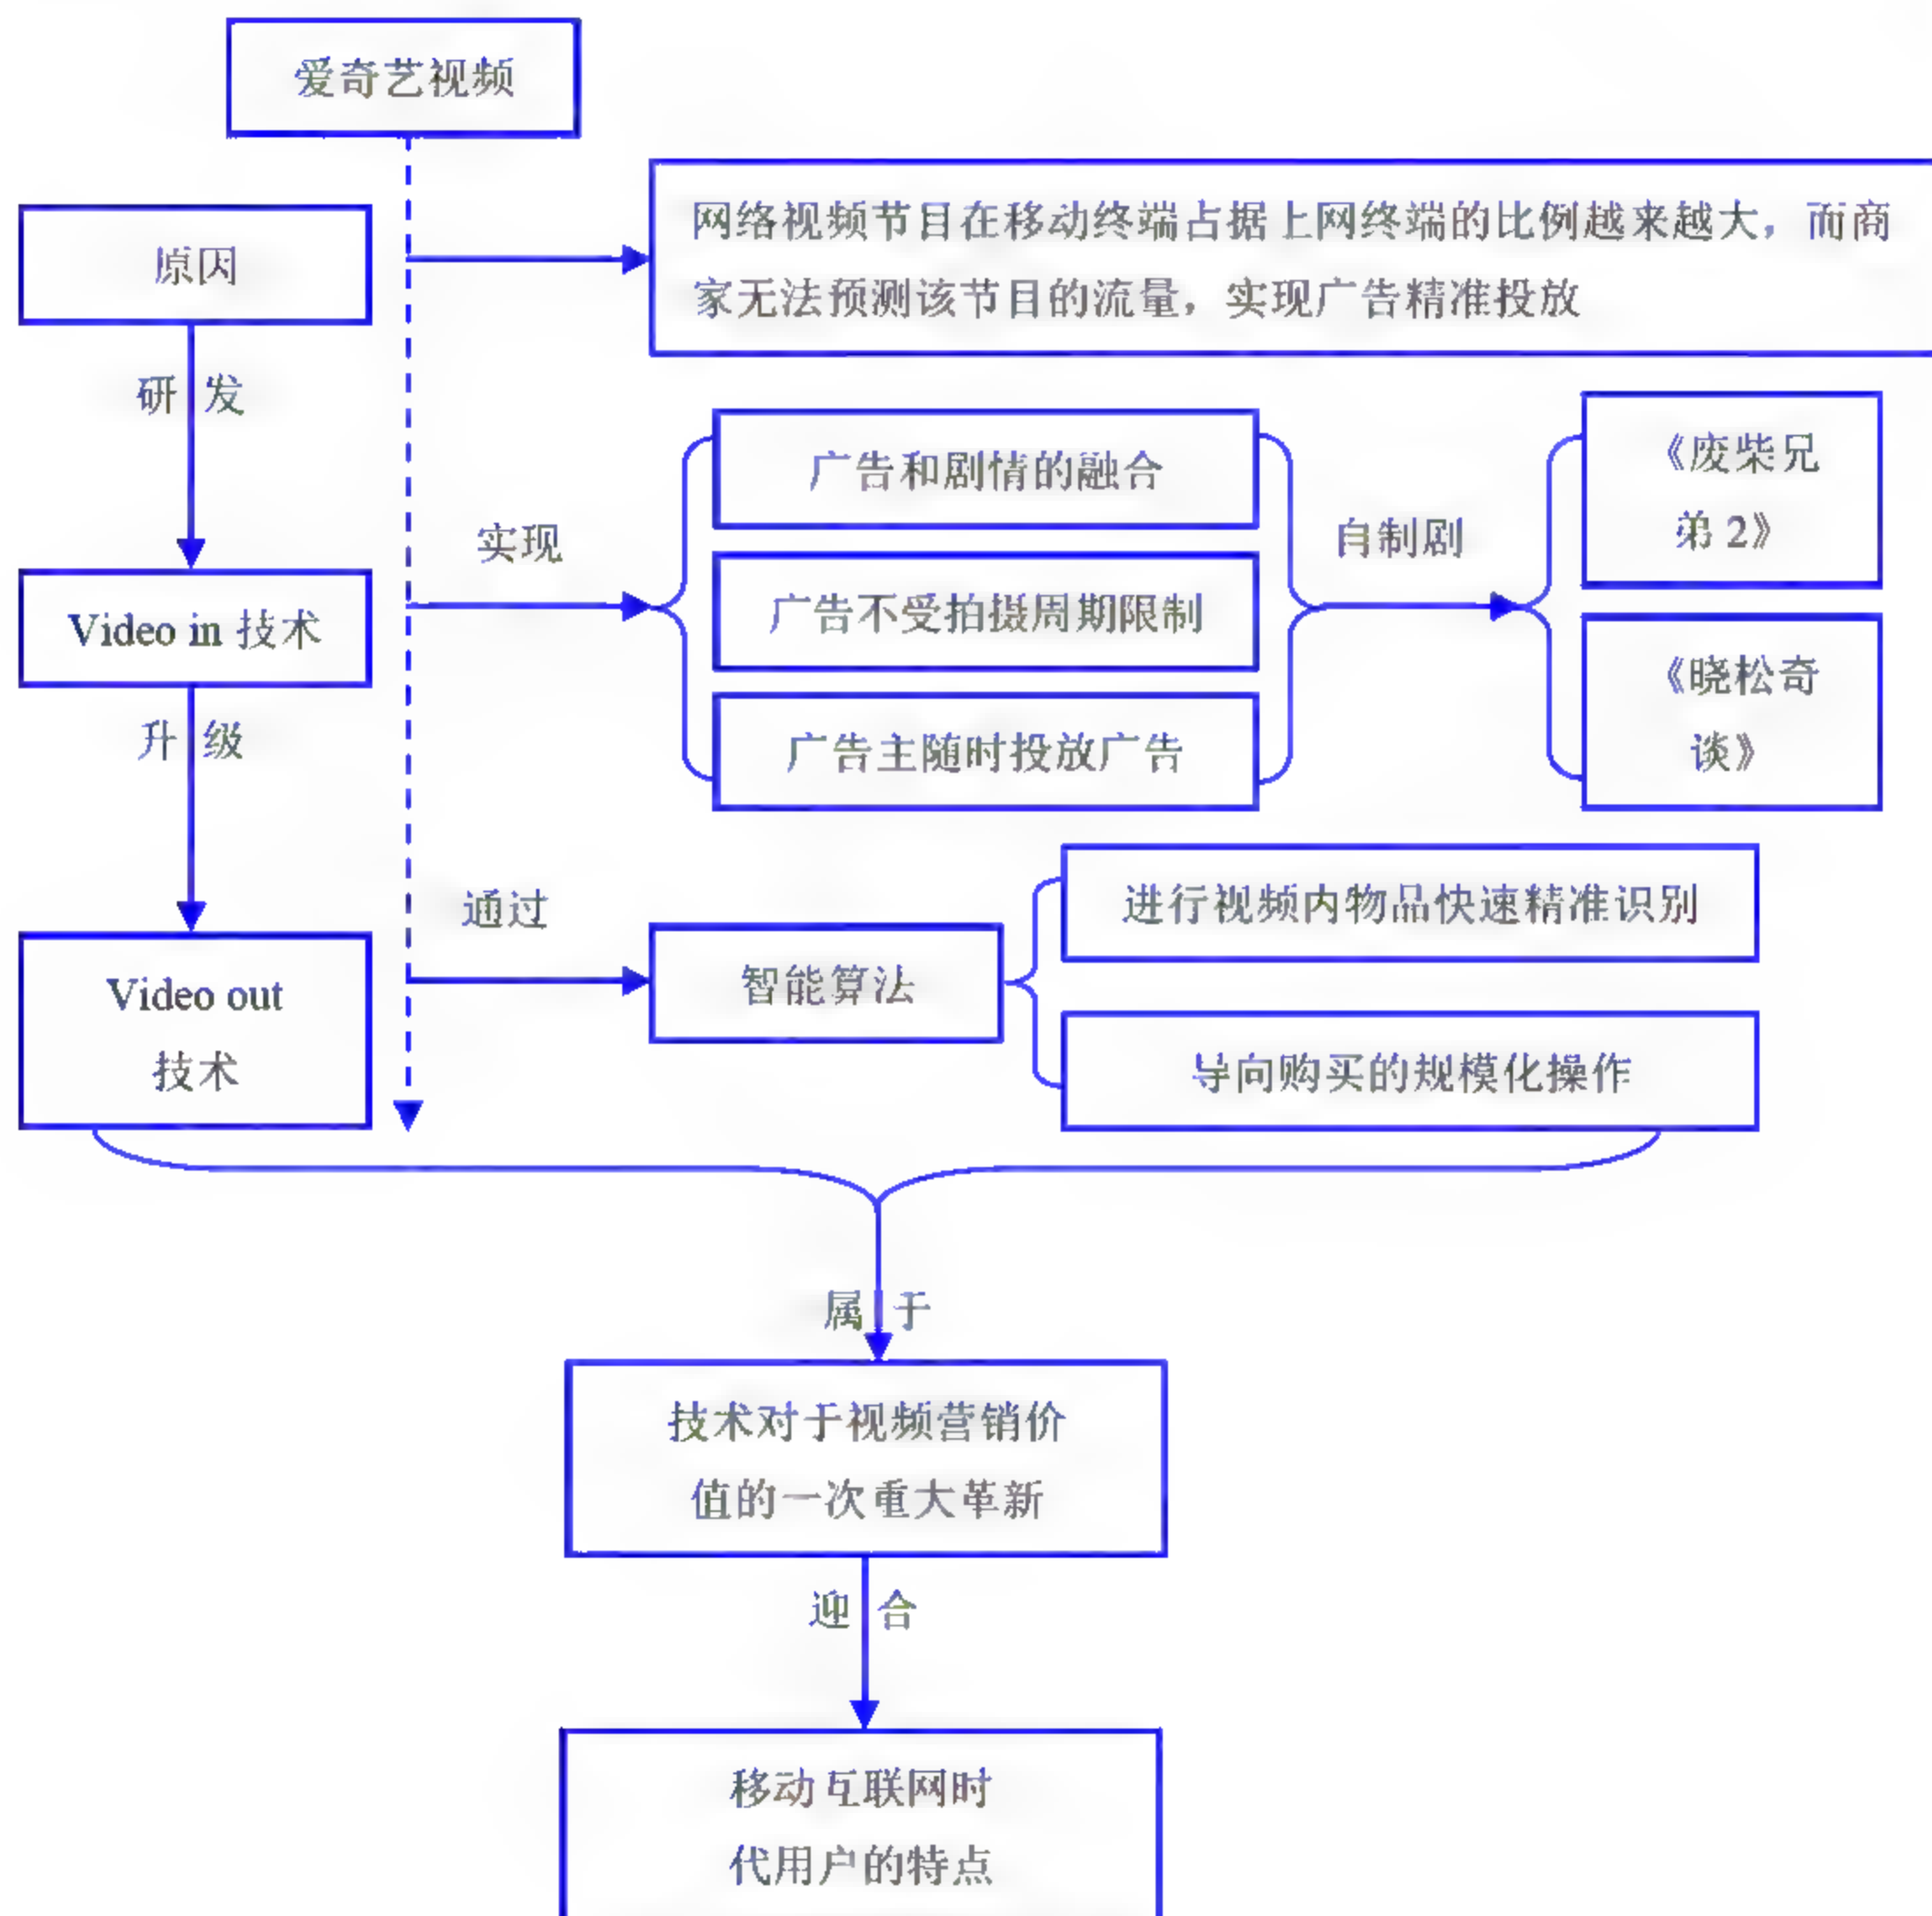 爱奇艺视频
原因
网络视频节目在移动终端占据上网终端的比例越来越大，而商
家无法预测该节目的流量，实现广告精准投放
研发
广告和剧情的融合
《废柴兄
弟 2》
实现
自制剧
Video in 技术
广告不受拍摄周期限制
《晓松奇
谈》
升级
广告主随时投放广告
通过
进行视频内物品快速精准识别
Video out
技术
智能算法
导向购买的规模化操作
属于
技术对于视频营销价
值的一次重大革新
迎合
移动互联网时
代用户的特点